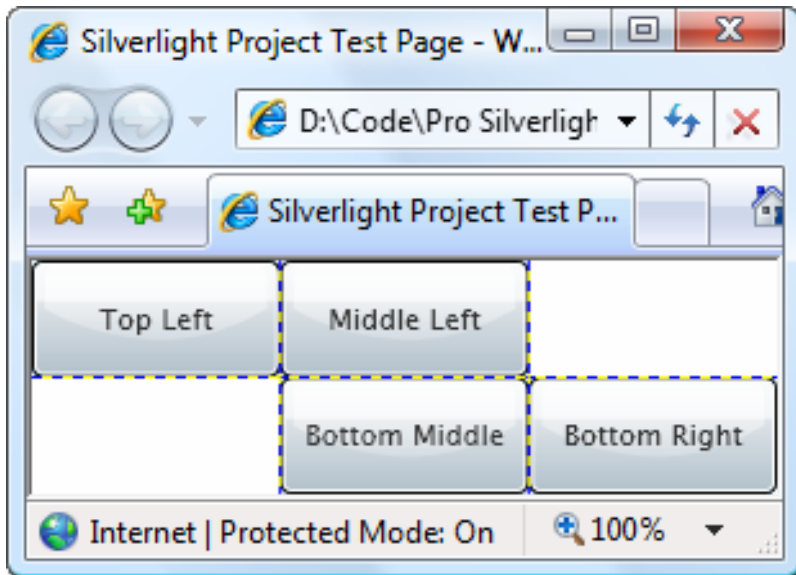 Silverlight Project Test Page - W...
D:\Code\Pro Silverligh
Silverlight Project Test P...
Top Left
Middle Left
Bottom Middle
Bottom Right
Internet | Protected Mode: On
100%